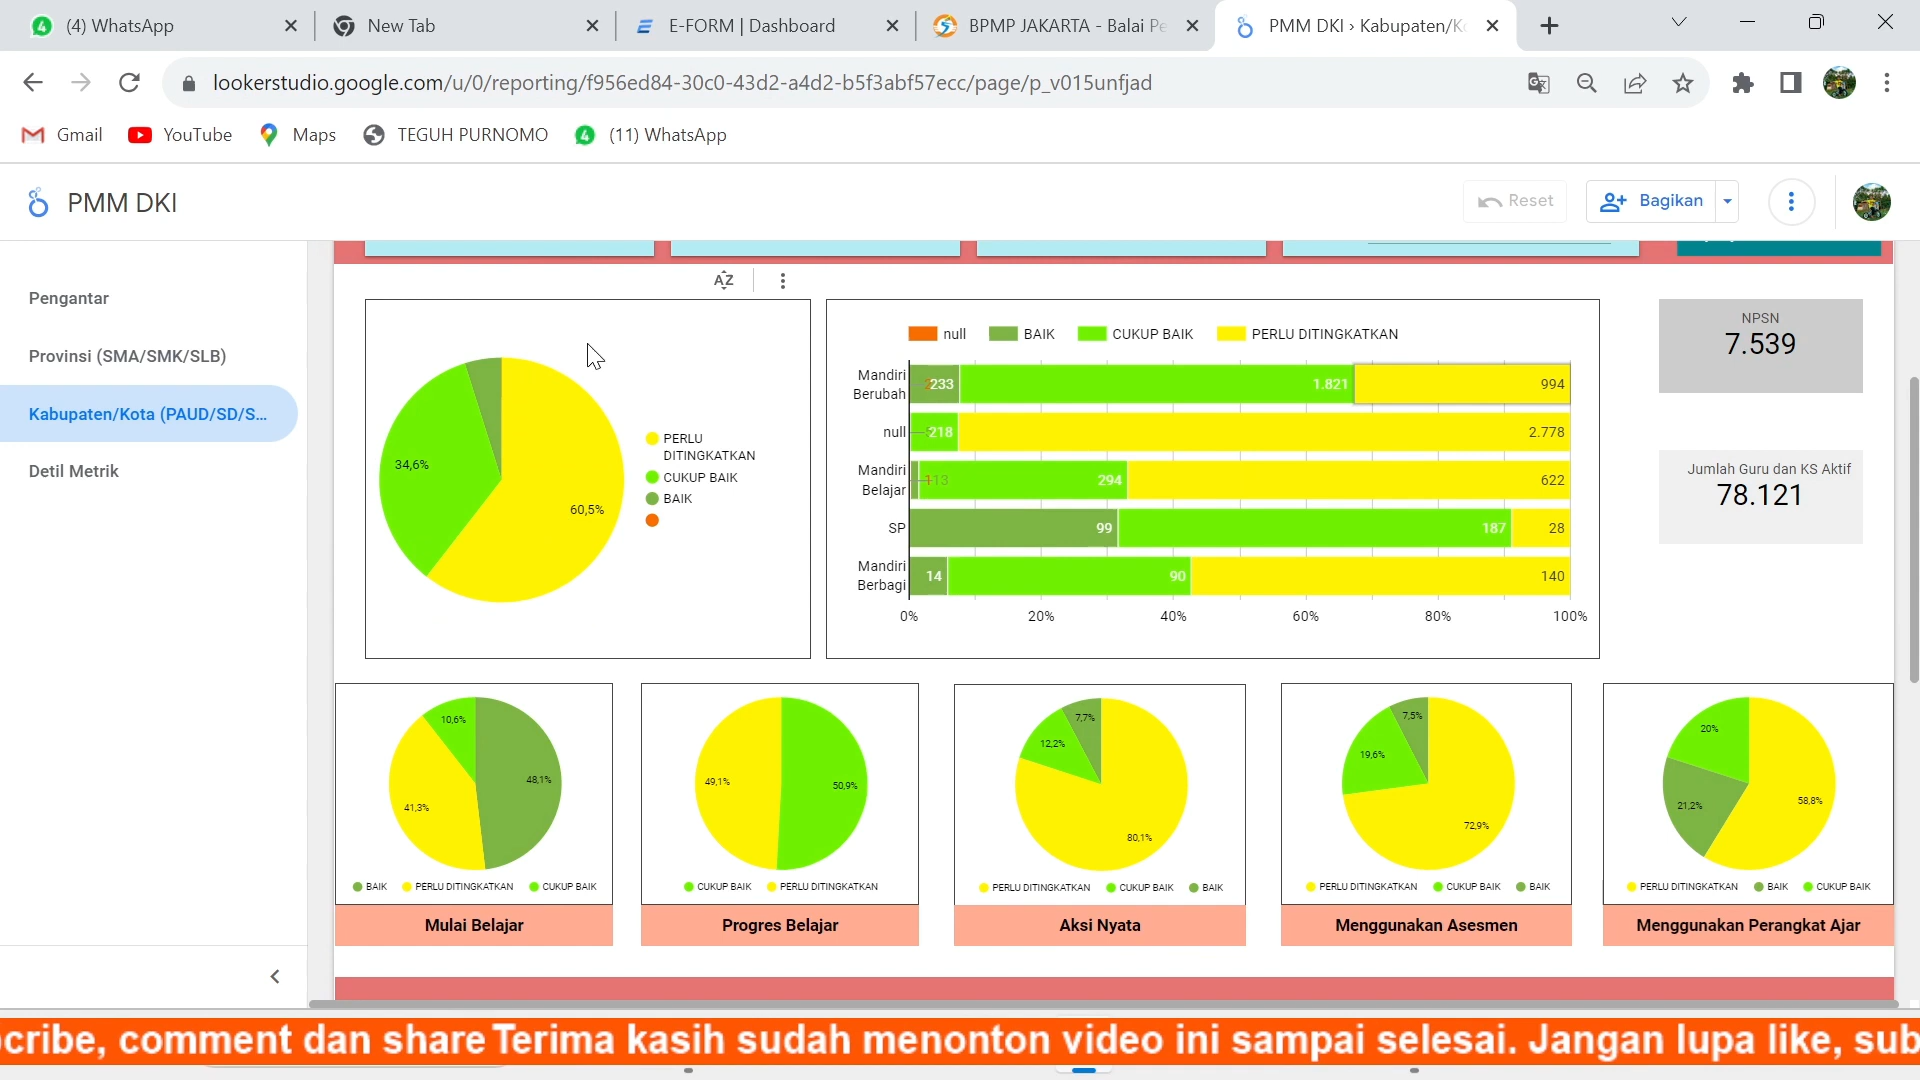 (4) WhatsApp
New Tab
E-FORM | Dashboard
BPMP JAKARTA - Balai Pe
PMM DKI › Kabupaten/Ko
lookerstudio.google.com/u/0/reporting/f956ed84-30c0-43d2-a4d2-b5f3abf57ecc/page/p_v015unfjad
Gmail
YouTube
Maps
TEGUH PURNOMO
(11) WhatsApp
PMM DKI
Reset
Bagikan
Pengantar
Provinsi (SMA/SMK/SLB)
Kabupaten/Kota (PAUD/SD/S...
Detil Metrik
AZ
34,6%
60,5%
PERLU
DITINGKATKAN
CUKUP BAIK
BAIK
null BAIK CUKUP BAIK PERLU DITINGKATKAN
Mandiri
Berubah
233 1.821 994
null 218 2.778
Mandiri
Belajar
13 294 622
SP 99 187 28
Mandiri
Berbagi
14 90 140
0% 20% 40% 60% 80% 100%
NPSN
7.539
Jumlah Guru dan KS Aktif
78.121
10,6%
48,1%
41,3%
BAIK PERLU DITINGKATKAN CUKUP BAIK
Mulai Belajar
49,1%
50,9%
CUKUP BAIK PERLU DITINGKATKAN
Progres Belajar
7,7%
12,2%
80,1%
PERLU DITINGKATKAN CUKUP BAIK BAIK
Aksi Nyata
7,5%
19,6%
72,9%
PERLU DITINGKATKAN CUKUP BAIK BAIK
Menggunakan Asesmen
20%
21,2%
58,8%
PERLU DITINGKATKAN BAIK CUKUP BAIK
Menggunakan Perangkat Ajar
cribe, comment dan share Terima kasih sudah menonton video ini sampai selesai. Jangan lupa like, sub